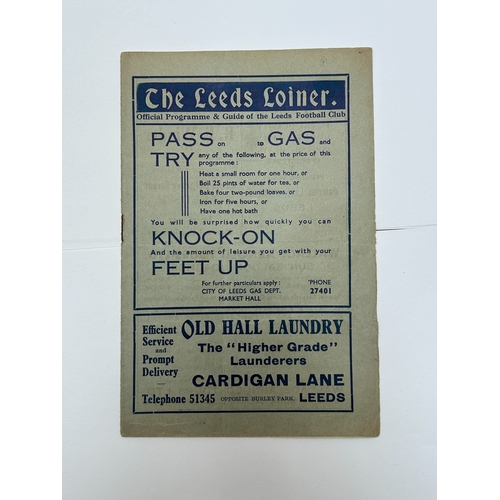 The Leeds Loiner.
Official Programme & Guide of the Leeds Football Club
PASS on to GAS and
TRY any of the following, at the price of this
programme :
Heat a small room for one hour, or
Boil 25 pints of water for tea, or
Bake four two-pound loaves, or
Iron for five hours, or
Have one hot bath
You will be surprised how quickly you can
KNOCK-ON
And the amount of leisure you get with your
FEET UP
For further particulars apply :
CITY OF LEEDS GAS DEPT.
MARKET HALL
'PHONE
27401
Efficient
Service
and
Prompt
Delivery
OLD HALL LAUNDRY
The "Higher Grade"
Launderers
CARDIGAN LANE
Telephone 51345 OPPOSITE BURLEY PARK, LEEDS